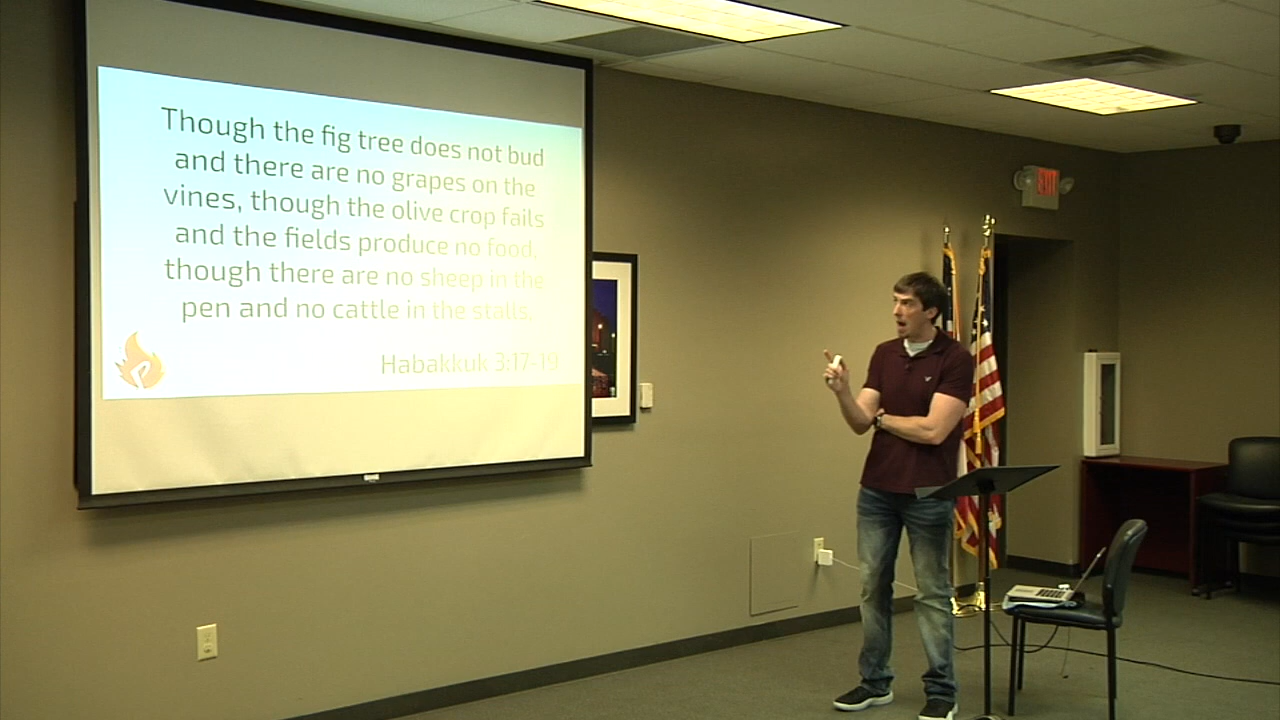 Though the fig tree does not bud
and there are no grapes on the
vines, though the olive crop fails
and the fields produce no food,
though there are no sheep in the
pen and no cattle in the stalls,
Habakkuk 3:17-19
EXIT